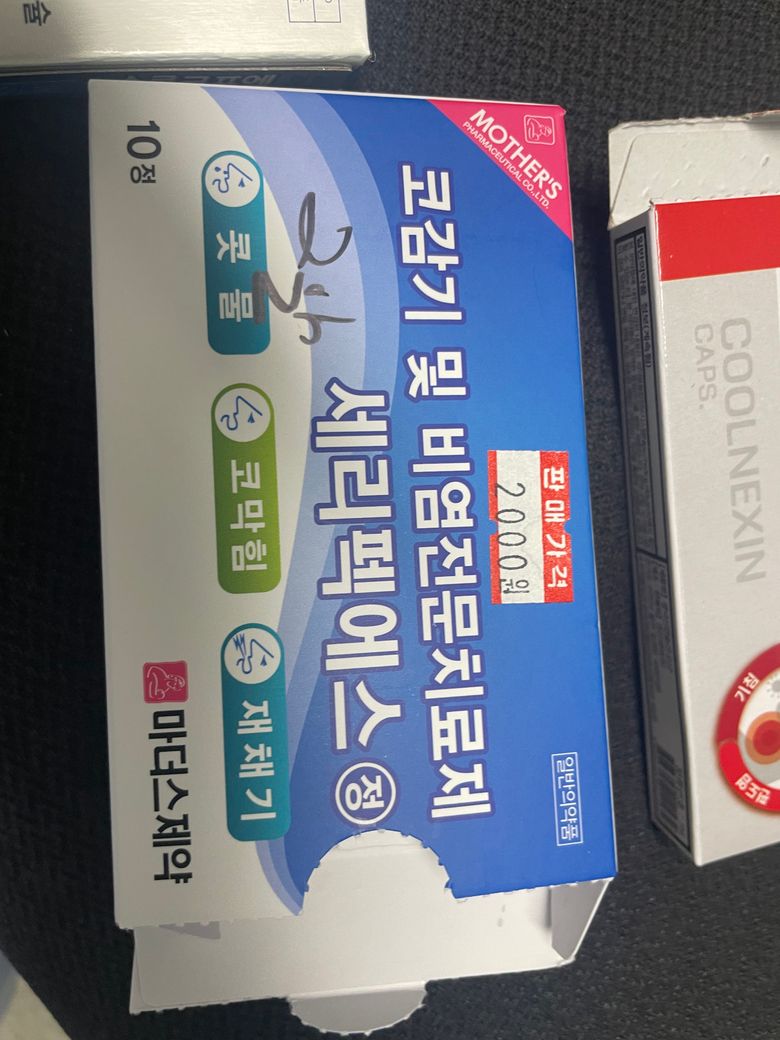 MOTHER'S
PHARMACEUTICAL CO.,LTD.
판매가격
2000원
일반의약품
코감기 및 비염전문치료제
세리펙에스 정
콧물
코막힘
재채기
10정
마더스제약
COOLNEXIN
CAPS.
기침